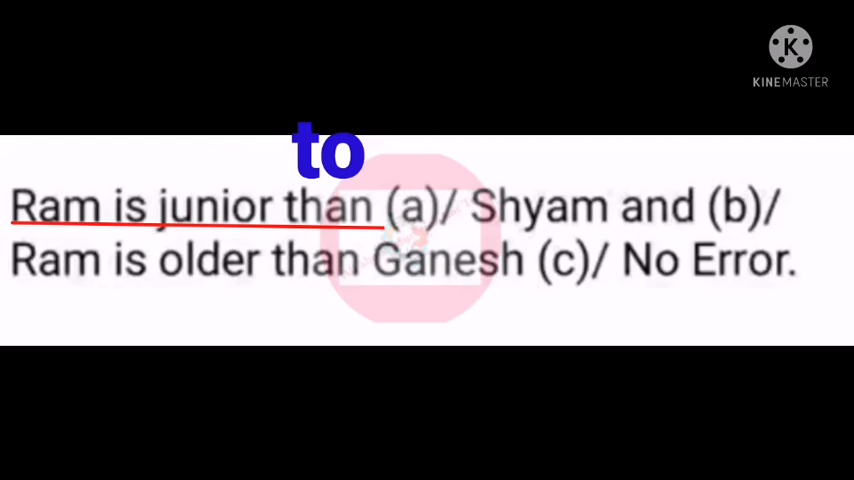 KINEMASTER
to
Ram is junior than (a)/ Shyam and (b)/
Ram is older than Ganesh (c)/ No Error.